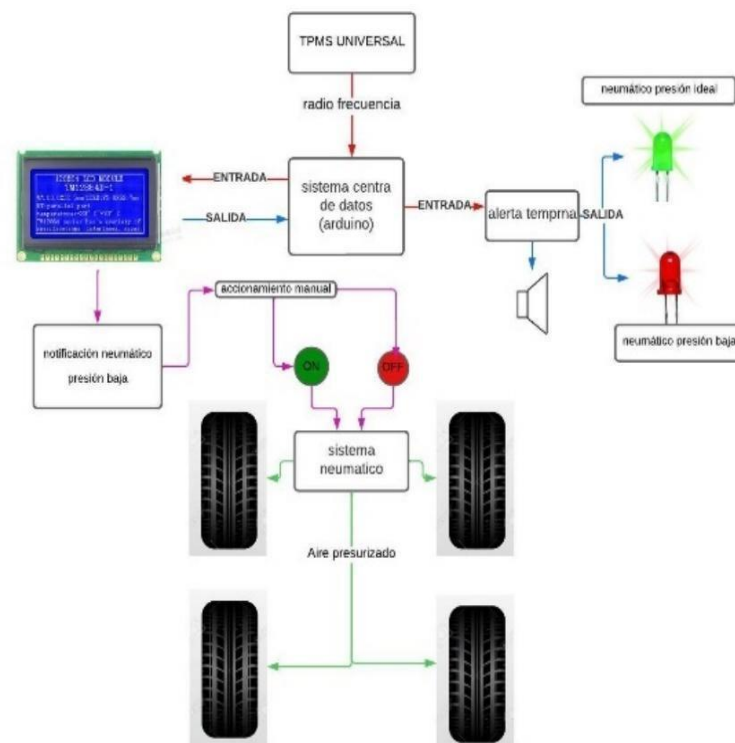 TPMS UNIVERSAL
radio frecuencia
neumático presión ideal
ENTRADA
SALIDA
sistema centra
de datos
(arduino)
ENTRADA
alerta temprna
SALIDA
accionamiento manual
notificación neumático
presión baja
ON
OFF
neumático presión baja
sistema
neumatico
Aire presurizado